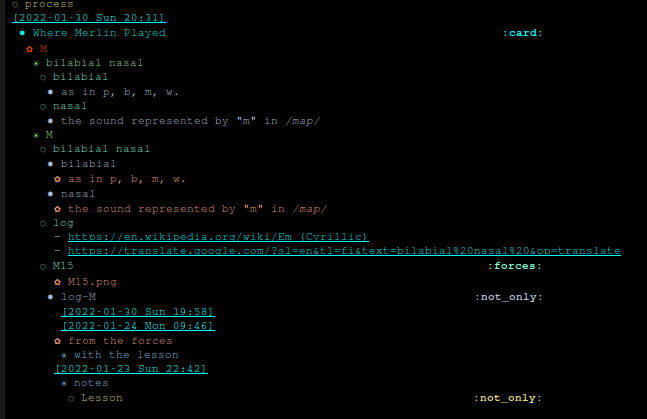 process
[2022-01-30 Sun 20:31]
Where Merlin Played :card:
M
bilabial nasal
bilabial
as in p, b, m, w.
nasal
the sound represented by "m" in /map/
M
bilabial nasal
bilabial
as in p, b, m, w.
nasal
the sound represented by "m" in /map/
log
- https://en.wikipedia.org/wiki/Em_(Cyrillic)
- https://translate.google.com/?sl=en&tl=fi&text=bilabial%20nasal%20&op=translate
M15 :forces:
M15.png
log-M :not_only:
[2022-01-30 Sun 19:58]
[2022-01-24 Mon 09:46]
from the forces
with the lesson
[2022-01-23 Sun 22:42]
notes
Lesson :not_only: